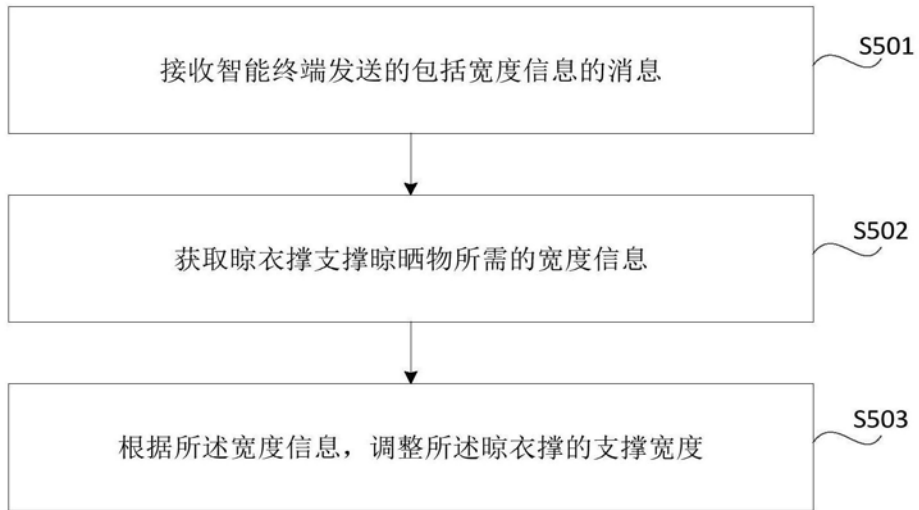 接收智能终端发送的包括宽度信息的消息
S501
获取晾衣撑支撑晾晒物所需的宽度信息
S502
根据所述宽度信息，调整所述晾衣撑的支撑宽度
S503